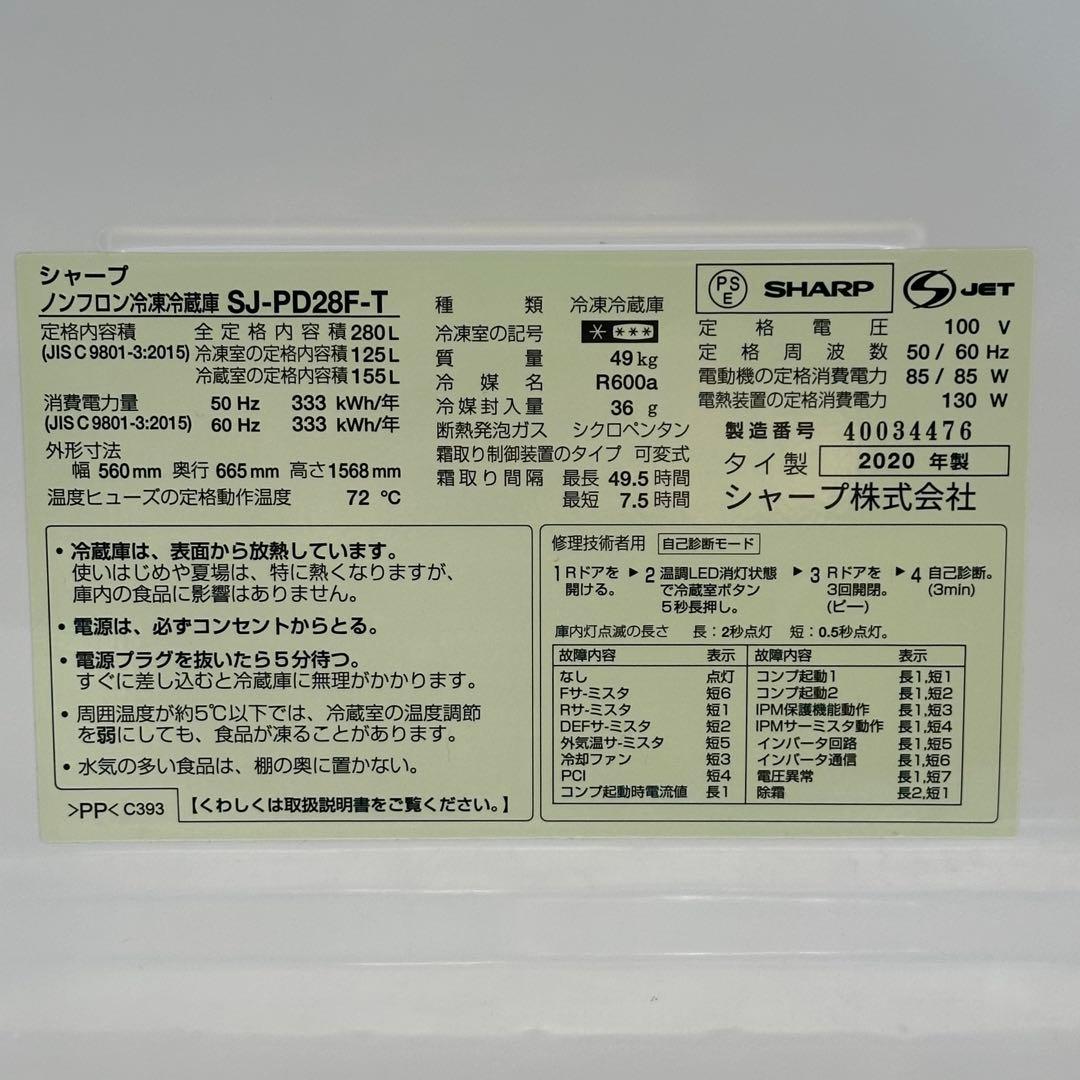 シャープ
ノンフロン冷凍冷蔵庫 SJ-PD28F-T
定格内容積 全定格内容積 280 L
(JIS C 9801-3:2015) 冷凍室の定格内容積 125 L
冷蔵室の定格内容積 155 L
消費電力量 50 Hz 333 kWh/年
(JIS C 9801-3:2015) 60 Hz 333 kWh/年
外形寸法
幅 560 mm 奥行 665 mm 高さ 1568 mm
温度ヒューズの定格動作温度 72 ℃
種類 冷凍冷蔵庫
冷凍室の記号 * ***
質量 49 kg
冷媒名 R600a
冷媒封入量 36 g
断熱発泡ガス シクロペンタン
霜取り制御装置のタイプ 可変式
霜取り間隔 最長 49.5 時間
最短 7.5 時間
PS E SHARP JET
定格電圧 100 V
定格周波数 50 / 60 Hz
電動機の定格消費電力 85 / 85 W
電熱装置の定格消費電力 130 W
製造番号 40034476
タイ製 2020 年製
シャープ株式会社
・冷蔵庫は、表面から放熱しています。
使いはじめや夏場は、特に熱くなりますが、
庫内の食品に影響はありません。
・電源は、必ずコンセントからとる。
・電源プラグを抜いたら5分待つ。
すぐに差し込むと冷蔵庫に無理がかかります。
・周囲温度が約5℃以下では、冷蔵室の温度調節
を弱にしても、食品が凍ることがあります。
・水気の多い食品は、棚の奥に置かない。
>PP< C393 【くわしくは取扱説明書をご覧ください。】
修理技術者用 自己診断モード
1 Rドアを開ける。 ▶ 2 温調LED消灯状態で冷蔵室ボタン5秒長押し。 ▶ 3 Rドアを3回開閉。(ピー) ▶ 4 自己診断。(3min)
庫内灯点滅の長さ 長：2秒点灯 短：0.5秒点灯。
故障内容 表示 故障内容 表示
なし 点灯 コンプ起動1 長1,短1
Fサ-ミスタ 短6 コンプ起動2 長1,短2
Rサ-ミスタ 短1 IPM保護機能動作 長1,短3
DEFサ-ミスタ 短2 IPMサーミスタ動作 長1,短4
外気温サ-ミスタ 短5 インバータ回路 長1,短5
冷却ファン 短3 インバータ通信 長1,短6
PCI 短4 電圧異常 長1,短7
コンプ起動時電流値 長1 除霜 長2,短1